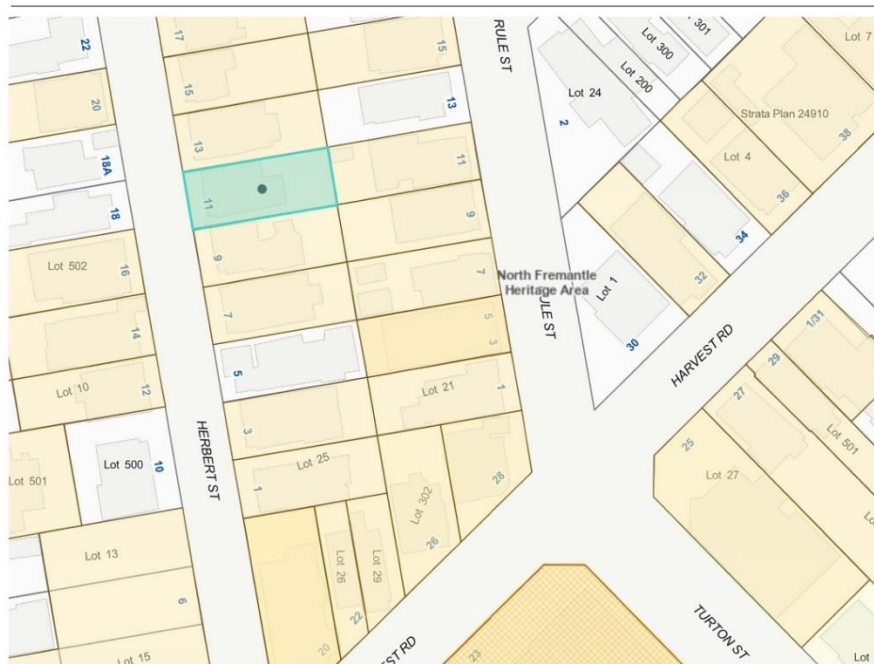 22
17
15
RULE ST
Lot 300
301
Lot 7
20
15
13
Lot 24
Lot 200
2
Strata Plan 24910
38
18A
13
11
Lot 4
36
18
11
9
34
Lot 502
16
9
7
North Fremantle
Heritage Area
Lot 1
32
ULE ST
30
14
7
5
3
HARVEST RD
1/31
29
Lot 10
12
5
Lot 21
1
27
HERBERT ST
3
25
Lot 501
Lot 501
Lot 500
10
Lot 25
1
28
Lot 27
Lot 302
26
Lot 13
Lot 26
Lot 29
22
6
20
EST RD
23
TURTON ST
Lot 15
Lot